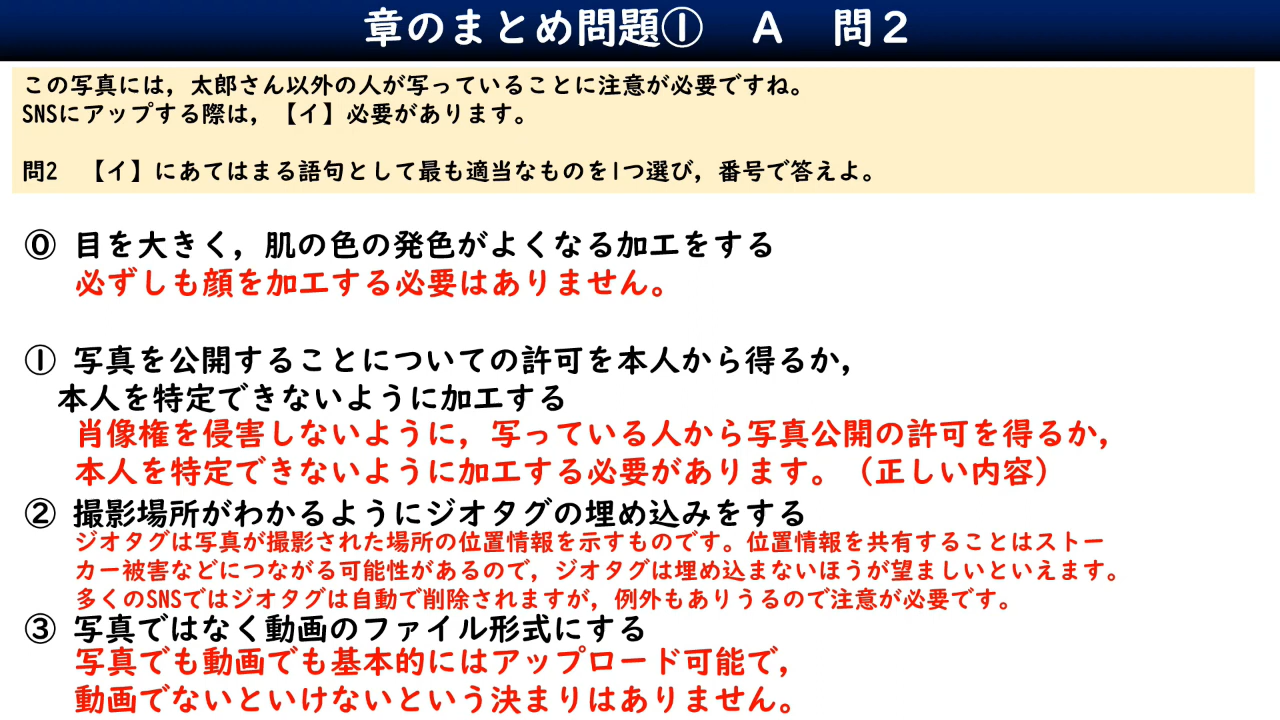 章のまとめ問題① A 問2
この写真には，太郎さん以外の人が写っていることに注意が必要ですね。
SNSにアップする際は，【イ】必要があります。
問2 【イ】にあてはまる語句として最も適当なものを1つ選び，番号で答えよ。
⓪ 目を大きく，肌の色の発色がよくなる加工をする
必ずしも顔を加工する必要はありません。
① 写真を公開することについての許可を本人から得るか，
本人を特定できないように加工する
肖像権を侵害しないように，写っている人から写真公開の許可を得るか，
本人を特定できないように加工する必要があります。（正しい内容）
② 撮影場所がわかるようにジオタグの埋め込みをする
ジオタグは写真が撮影された場所の位置情報を示すものです。位置情報を共有することはストー
カー被害などにつながる可能性があるので，ジオタグは埋め込まないほうが望ましいといえます。
多くのSNSではジオタグは自動で削除されますが，例外もありうるので注意が必要です。
③ 写真ではなく動画のファイル形式にする
写真でも動画でも基本的にはアップロード可能で，
動画でないといけないという決まりはありません。